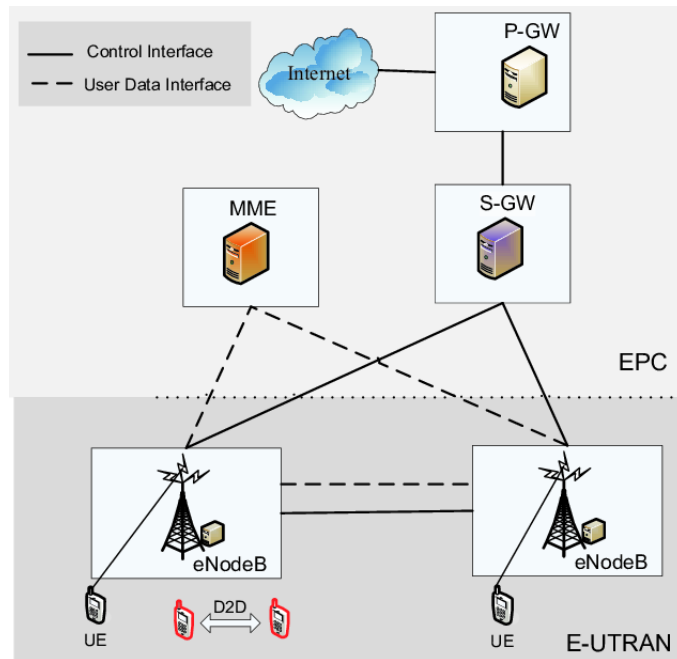 P-GW
Control Interface
User Data Interface
Internet
MME
S-GW
EPC
eNodeB
eNodeB
D2D
UE
UE
E-UTRAN